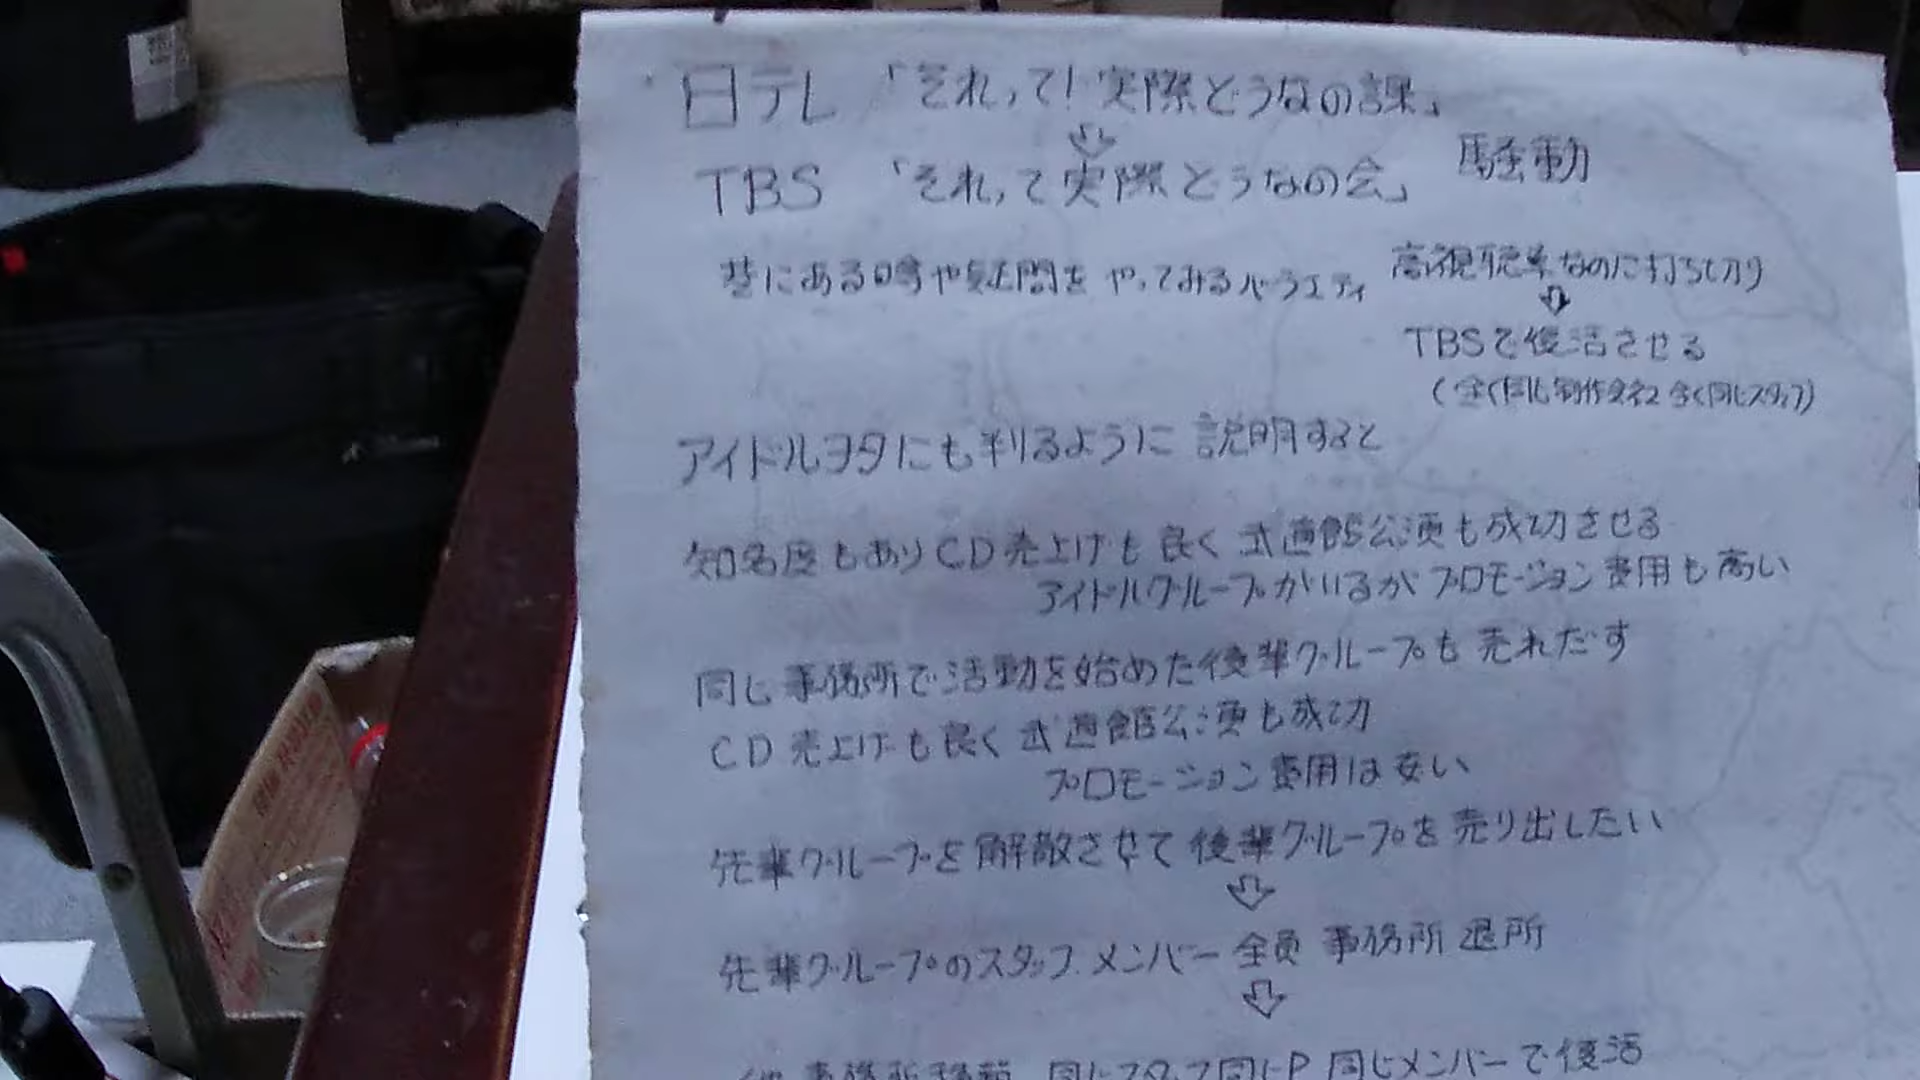 日テレ 「それって!実際どうなの課」
⇩
TBS 「それって実際どうなの会」 騒動
巷にある噂や疑問を やってみるバラエティ
高視聴率なのに打ち切り
⇩
TBSで復活させる
(全く同じ制作会社 全く同じスタッフ)
アイドルヲタにも判るように 説明すると
知名度もありCD売上げも良く 武道館公演も成功させる
アイドルグループがいるが プロモーション費用も高い
同じ事務所で活動を始めた後輩グループも 売れだす
CD売上げも良く 武道館公演も成功
プロモーション費用は安い
先輩グループを解散させて 後輩グループを売り出したい
⇩
先輩グループのスタッフ メンバー全員 事務所退所
⇩
他事務所移籍 同じスタッフ同じP 同じメンバーで復活